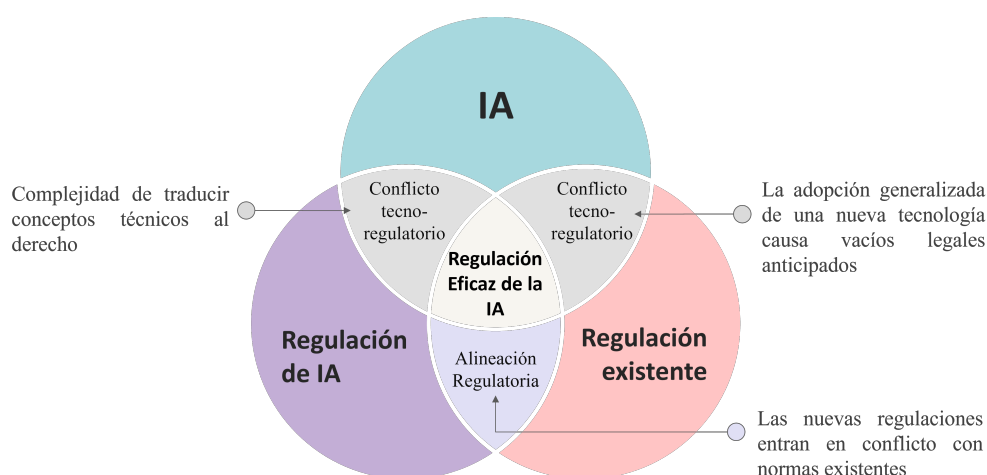 IA
Complejidad de traducir
conceptos técnicos al
derecho
Conflicto
tecno-
regulatorio
Conflicto
tecno-
regulatorio
La adopción generalizada
de una nueva tecnología
causa vacíos legales
anticipados
Regulación
Eficaz de la
IA
Regulación
de IA
Alineación
Regulatoria
Regulación
existente
Las nuevas regulaciones
entran en conflicto con
normas existentes